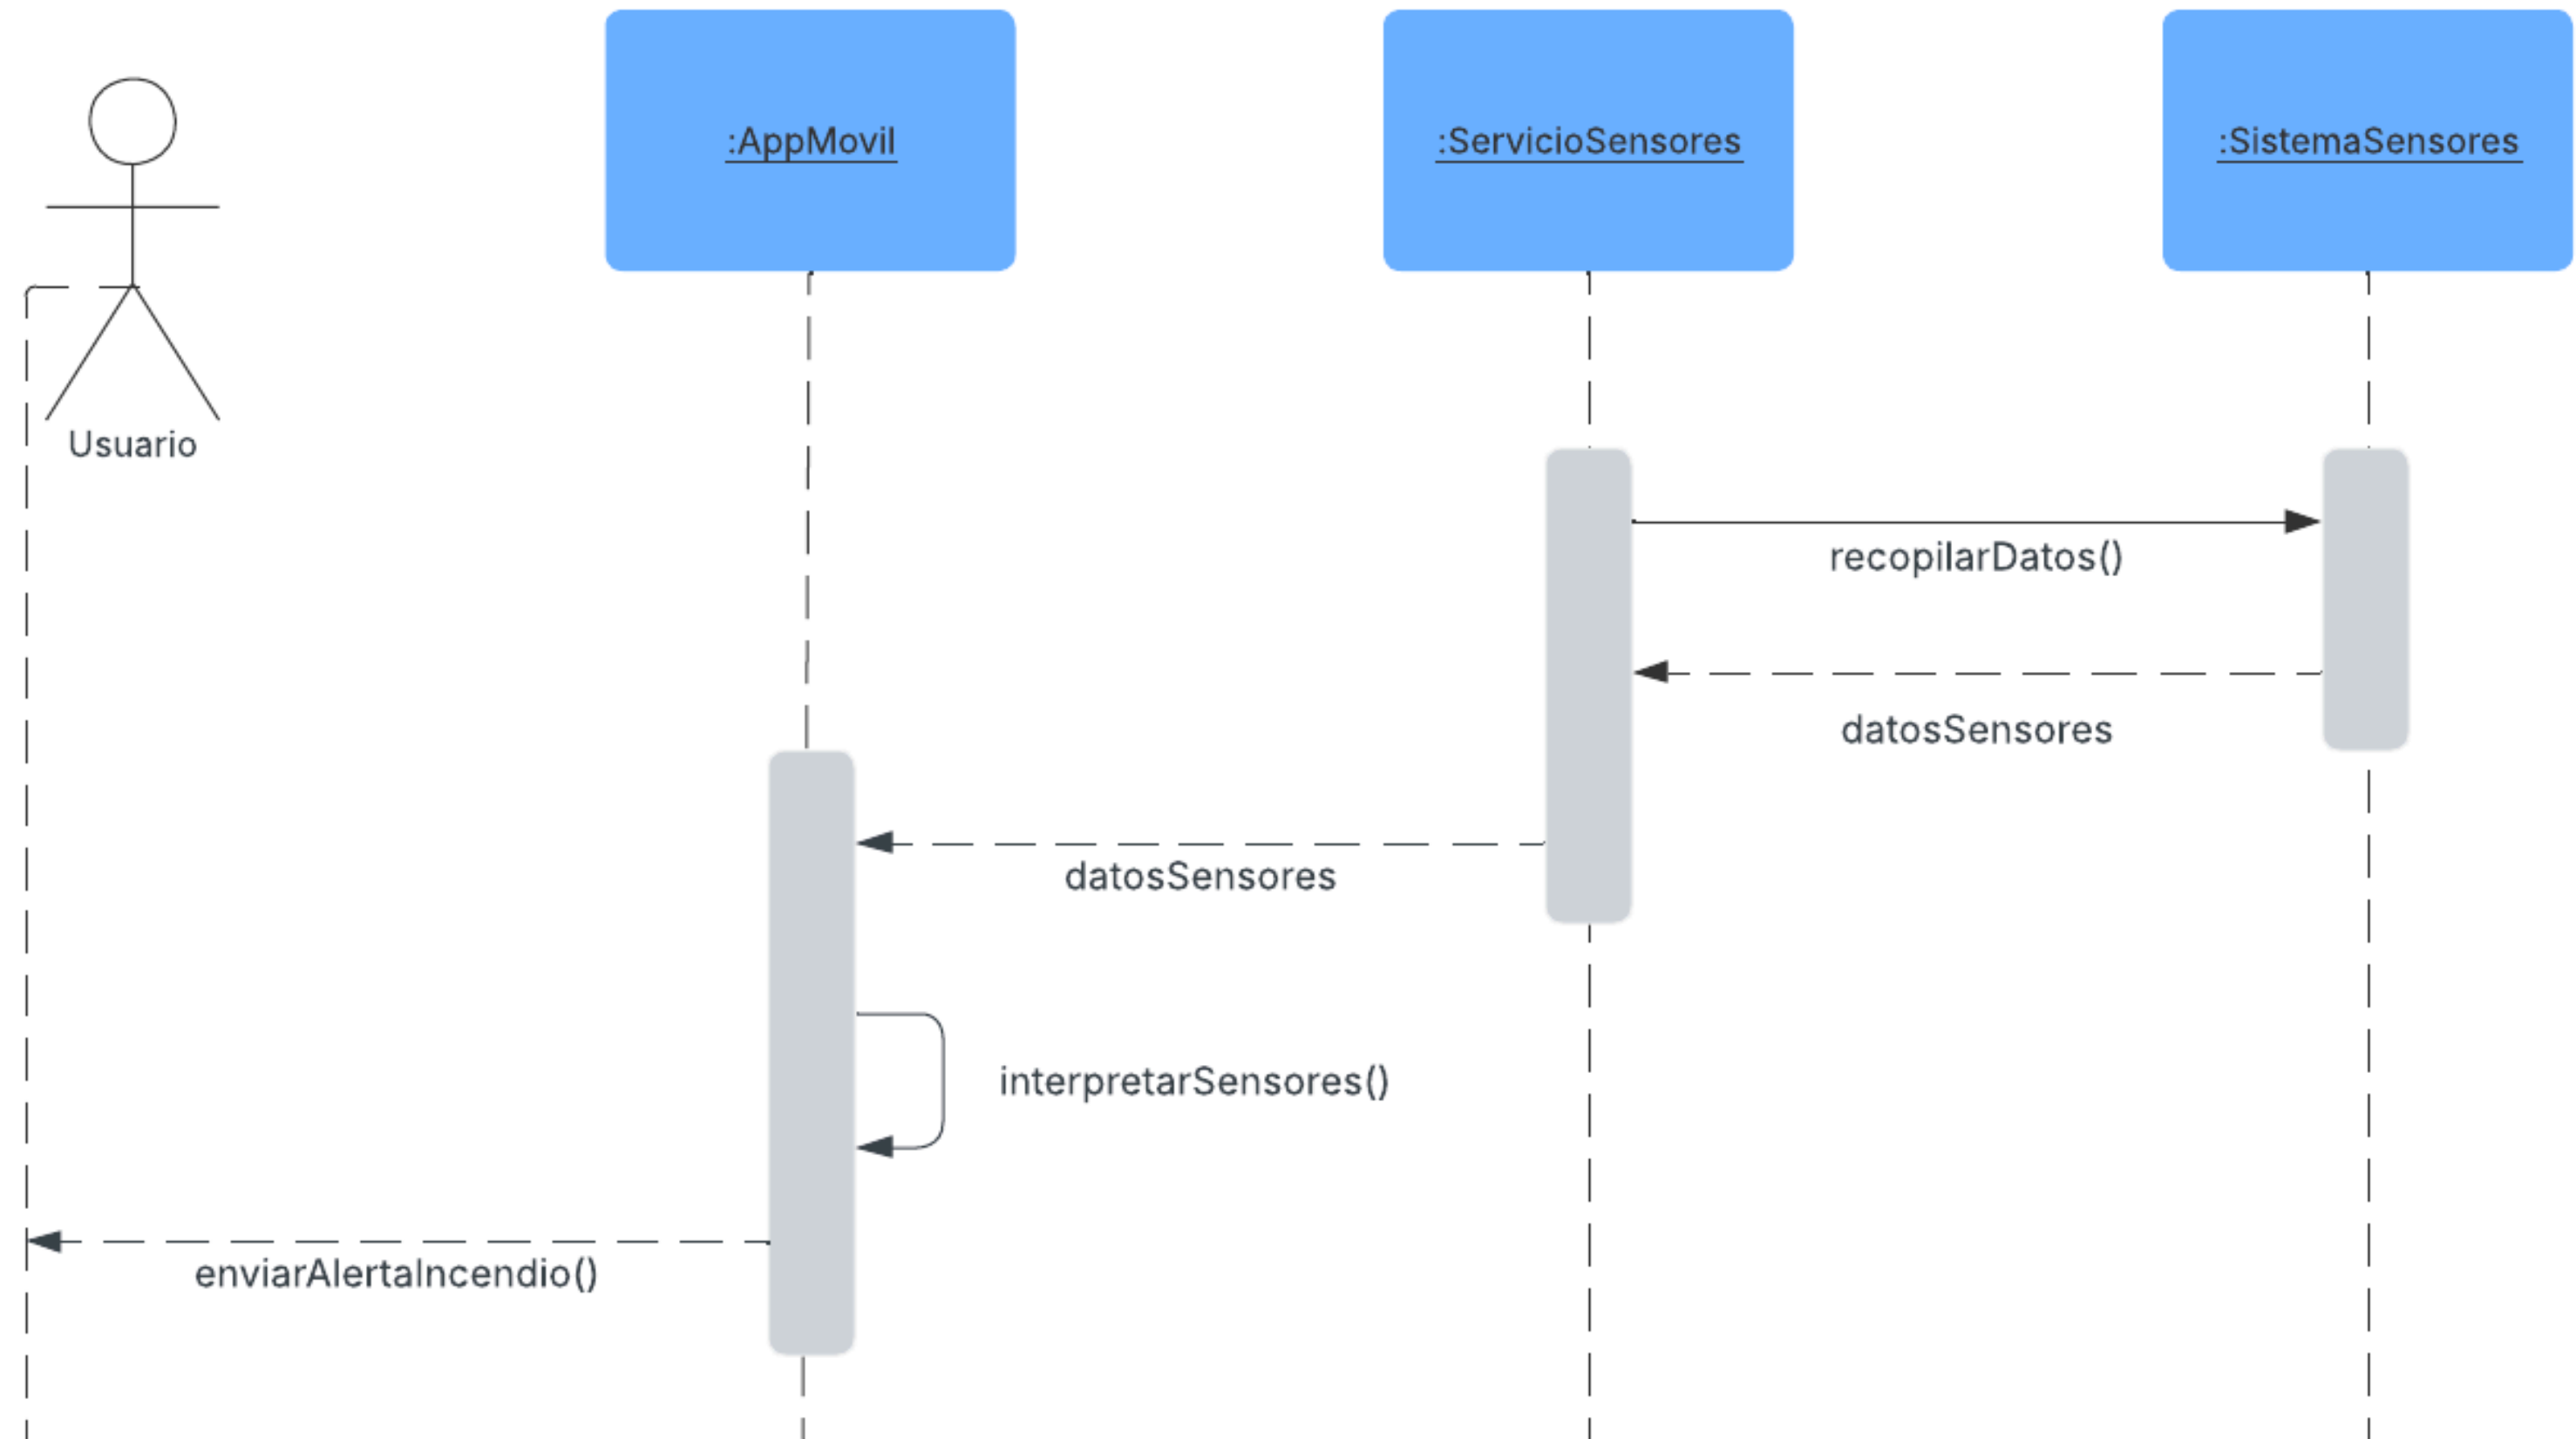 :AppMovil
:ServicioSensores
:SistemaSensores
Usuario
recopilarDatos()
datosSensores
datosSensores
interpretarSensores()
enviarAlertaIncendio()